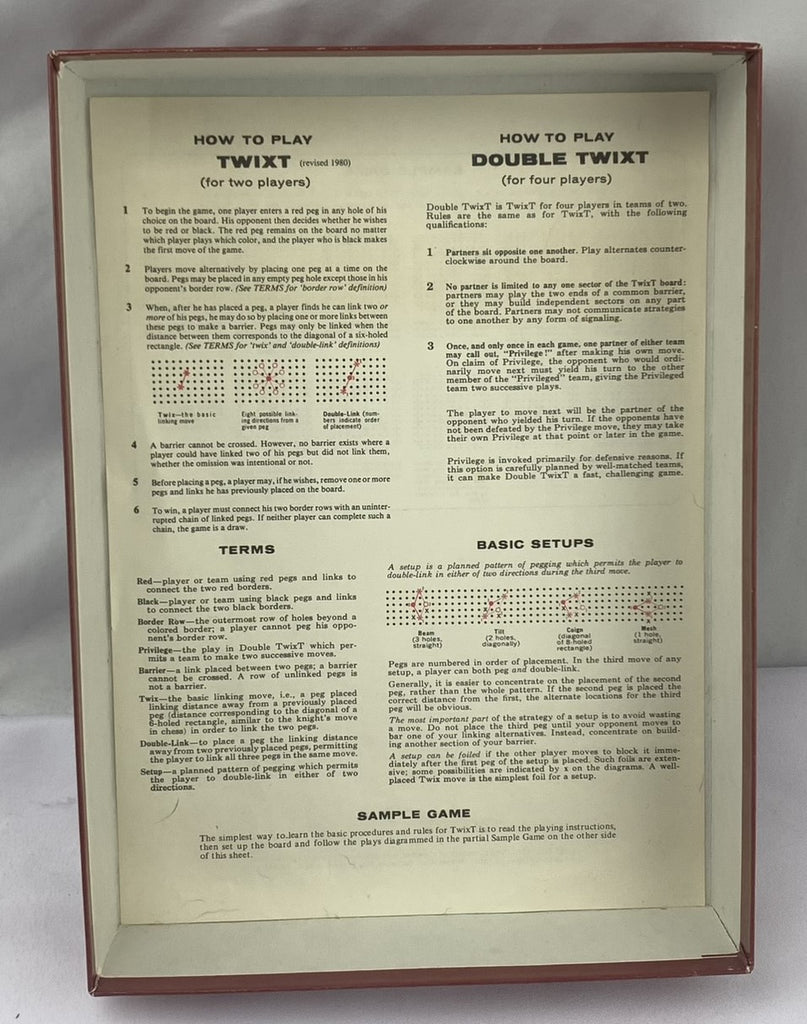 HOW TO PLAY
TWIXT (revised 1980)
(for two players)
1 To begin the game, one player enters a red peg in any hole of his
choice on the board. His opponent then decides whether he wishes
to be red or black. The red peg remains on the board no matter
which player plays which color, and the player who is black makes
the first move of the game.
2 Players move alternatively by placing one peg at a time on the
board. Pegs may be placed in any empty peg hole except those in his
opponent's border row. (See TERMS for 'border row' definition)
3 When, after he has placed a peg, a player finds he can link two or
more of his pegs, he may do so by placing one or more links between
these pegs to make a barrier. Pegs may only be linked when the
distance between them corresponds to the diagonal of a six-holed
rectangle. (See TERMS for 'twix' and 'double-link' definitions)
Twix—the basic
linking move
Eight possible link-
ing directions from a
given peg
Double-Link (num-
bers indicate order
of placement)
4 A barrier cannot be crossed. However, no barrier exists where a
player could have linked two of his pegs but did not link them,
whether the omission was intentional or not.
5 Before placing a peg, a player may, if he wishes, remove one or more
pegs and links he has previously placed on the board.
6 To win, a player must connect his two border rows with an uninter-
rupted chain of linked pegs. If neither player can complete such a
chain, the game is a draw.
TERMS
Red—player or team using red pegs and links to
connect the two red borders.
Black—player or team using black pegs and links
to connect the two black borders.
Border Row—the outermost row of holes beyond a
colored border; a player cannot peg his oppo-
nent's border row.
Privilege—the play in Double TwixT which per-
mits a team to make two successive moves.
Barrier—a link placed between two pegs; a barrier
cannot be crossed. A row of unlinked pegs is
not a barrier.
Twix—the basic linking move, i.e., a peg placed
linking distance away from a previously placed
peg (distance corresponding to the diagonal of a
6-holed rectangle, similar to the knight's move
in chess) in order to link the two pegs.
Double-Link—to place a peg the linking distance
away from two previously placed pegs, permitting
the player to link all three pegs in the same move.
Setup—a planned pattern of pegging which permits
the player to double-link in either of two
directions.
HOW TO PLAY
DOUBLE TWIXT
(for four players)
Double TwixT is TwixT for four players in teams of two.
Rules are the same as for TwixT, with the following
qualifications:
1 Partners sit opposite one another. Play alternates counter-
clockwise around the board.
2 No partner is limited to any one sector of the TwixT board:
partners may play the two ends of a common barrier,
or they may build independent sectors on any part
of the board. Partners may not communicate strategies
to one another by any form of signaling.
3 Once, and only once in each game, one partner of either team
may call out, "Privilege!" after making his own move.
On claim of Privilege, the opponent who would ordi-
narily move next must yield his turn to the other
member of the "Privileged" team, giving the Privileged
team two successive plays.
The player to move next will be the partner of the
opponent who yielded his turn. If the opponents have
not been defeated by the Privilege move, they may take
their own Privilege at that point or later in the game.
Privilege is invoked primarily for defensive reasons. If
this option is carefully planned by well-matched teams,
it can make Double TwixT a fast, challenging game.
BASIC SETUPS
A setup is a planned pattern of pegging which permits the player to
double-link in either of two directions during the third move.
Beam
(3 holes,
straight)
Tilt
(2 holes,
diagonally)
Coign
(diagonal
of 8-holed
rectangle)
Mesh
(1 hole,
straight)
Pegs are numbered in order of placement. In the third move of any
setup, a player can both peg and double-link.
Generally, it is easier to concentrate on the placement of the second
peg, rather than the whole pattern. If the second peg is placed the
correct distance from the first, the alternate locations for the third
peg will be obvious.
The most important part of the strategy of a setup is to avoid wasting
a move. Do not place the third peg until your opponent moves to
bar one of your linking alternatives. Instead, concentrate on build-
ing another section of your barrier.
A setup can be foiled if the other player moves to block it imme-
diately after the first peg of the setup is placed. Such foils are exten-
sive; some possibilities are indicated by x on the diagrams. A well-
placed Twix move is the simplest foil for a setup.
SAMPLE GAME
The simplest way to learn the basic procedures and rules for TwixT is to read the playing instructions,
then set up the board and follow the plays diagrammed in the partial Sample Game on the other side
of this sheet.